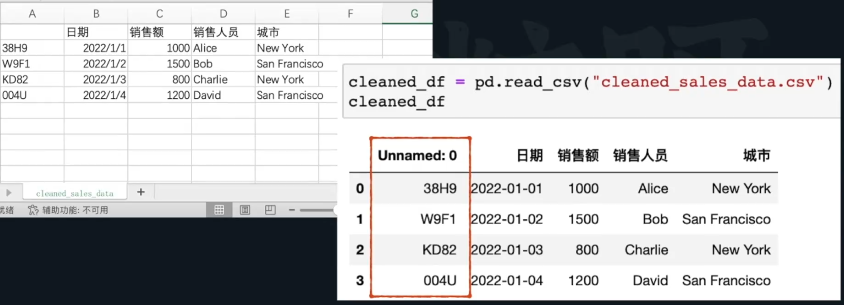 A B C D E F G
日期 销售额 销售人员 城市
38H9 2022/1/1 1000 Alice New York
W9F1 2022/1/2 1500 Bob San Francisco
KD82 2022/1/3 800 Charlie New York
004U 2022/1/4 1200 David San Francisco
cleaned_sales_data +
就绪 辅助功能: 不可用
cleaned_df = pd.read_csv("cleaned_sales_data.csv")
cleaned_df
Unnamed: 0 日期 销售额 销售人员 城市
0 38H9 2022-01-01 1000 Alice New York
1 W9F1 2022-01-02 1500 Bob San Francisco
2 KD82 2022-01-03 800 Charlie New York
3 004U 2022-01-04 1200 David San Francisco